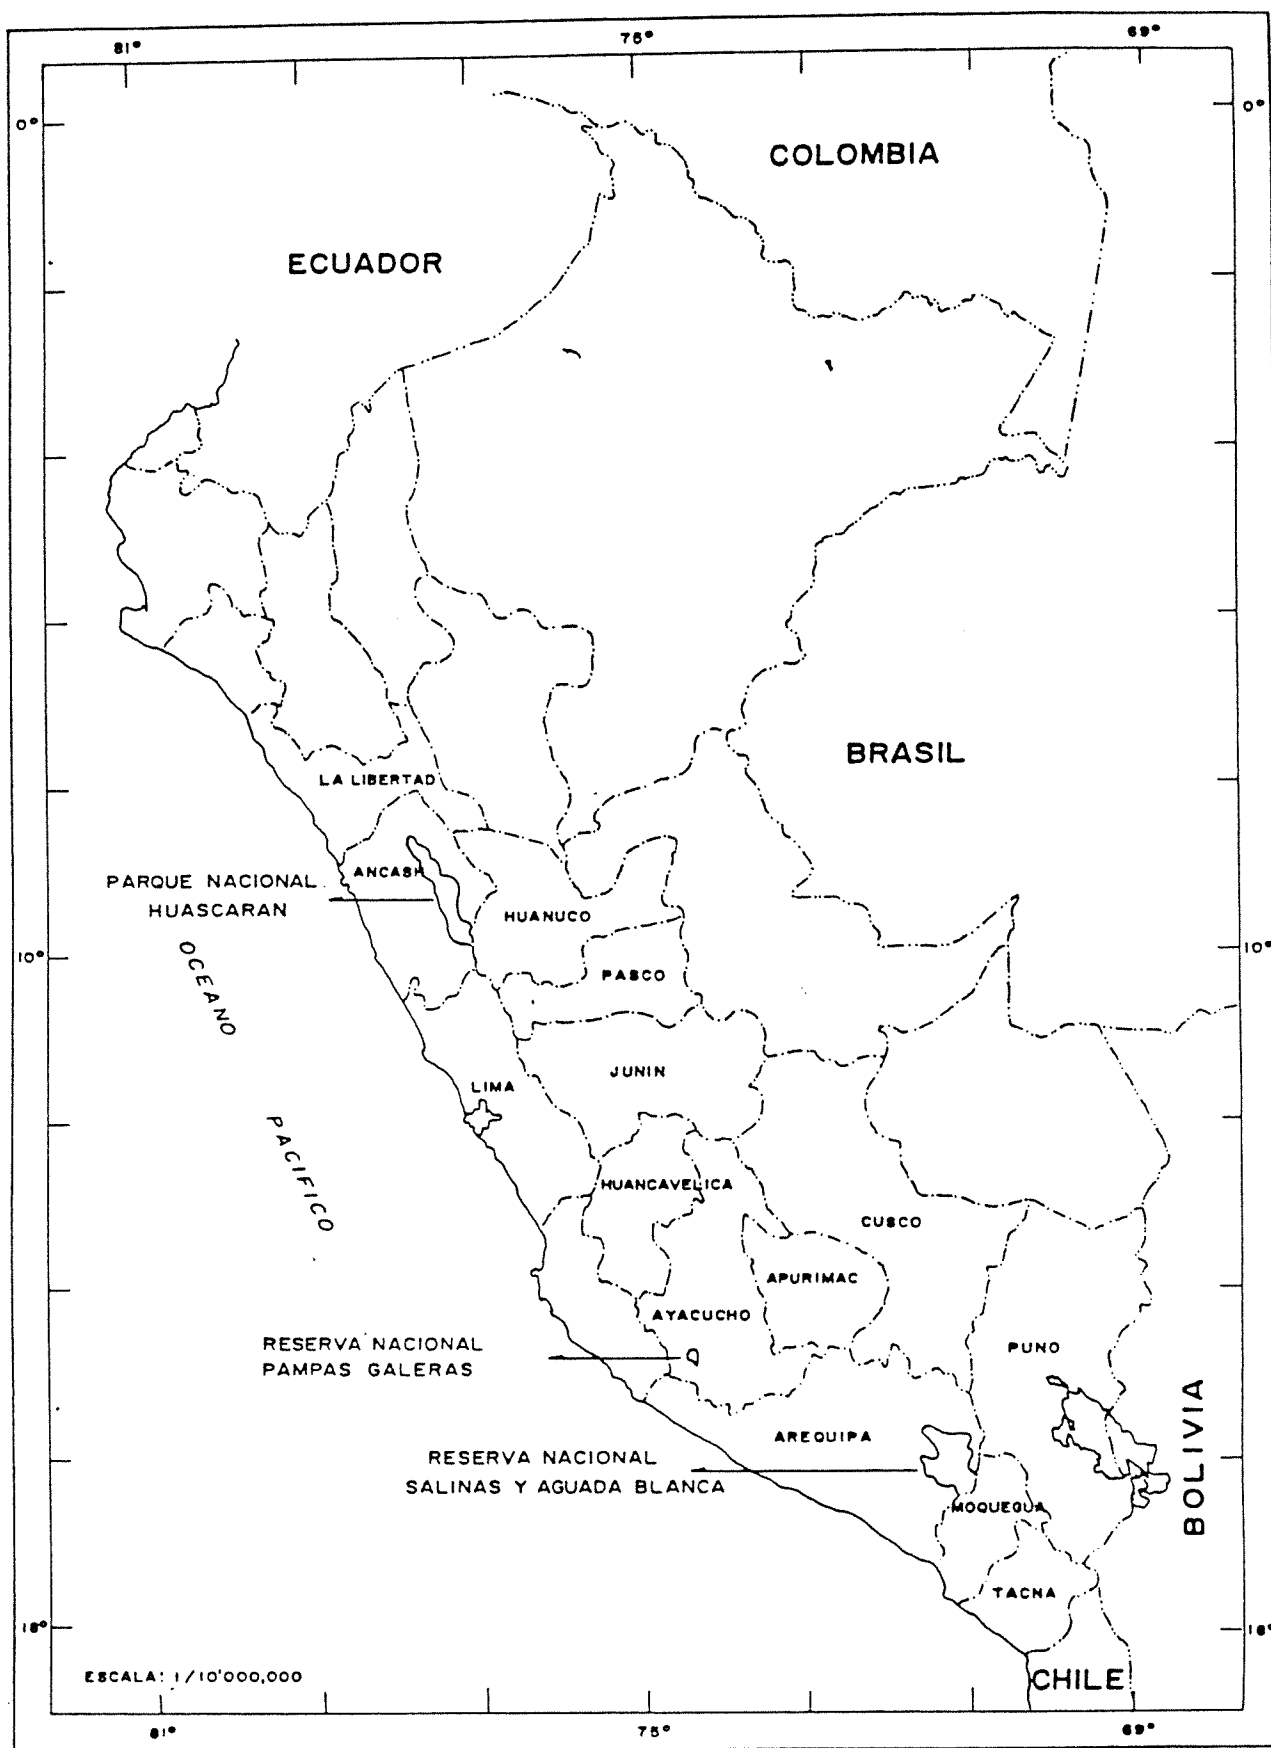 81° 75° 69°
0° 0°
COLOMBIA
ECUADOR
BRASIL
LA LIBERTAD
ANCASH
PARQUE NACIONAL
HUASCARAN
HUANUCO
OCEANO
10° 10°
PASCO
JUNIN
LIMA
PACIFICO
HUANCAVELICA
CUSCO
APURIMAC
AYACUCHO
RESERVA NACIONAL
PAMPAS GALERAS
PUNO
BOLIVIA
AREQUIPA
RESERVA NACIONAL
SALINAS Y AGUADA BLANCA
MOQUEGUA
TACNA
18° 18°
ESCALA: 1/10'000,000
CHILE
81° 75° 69°